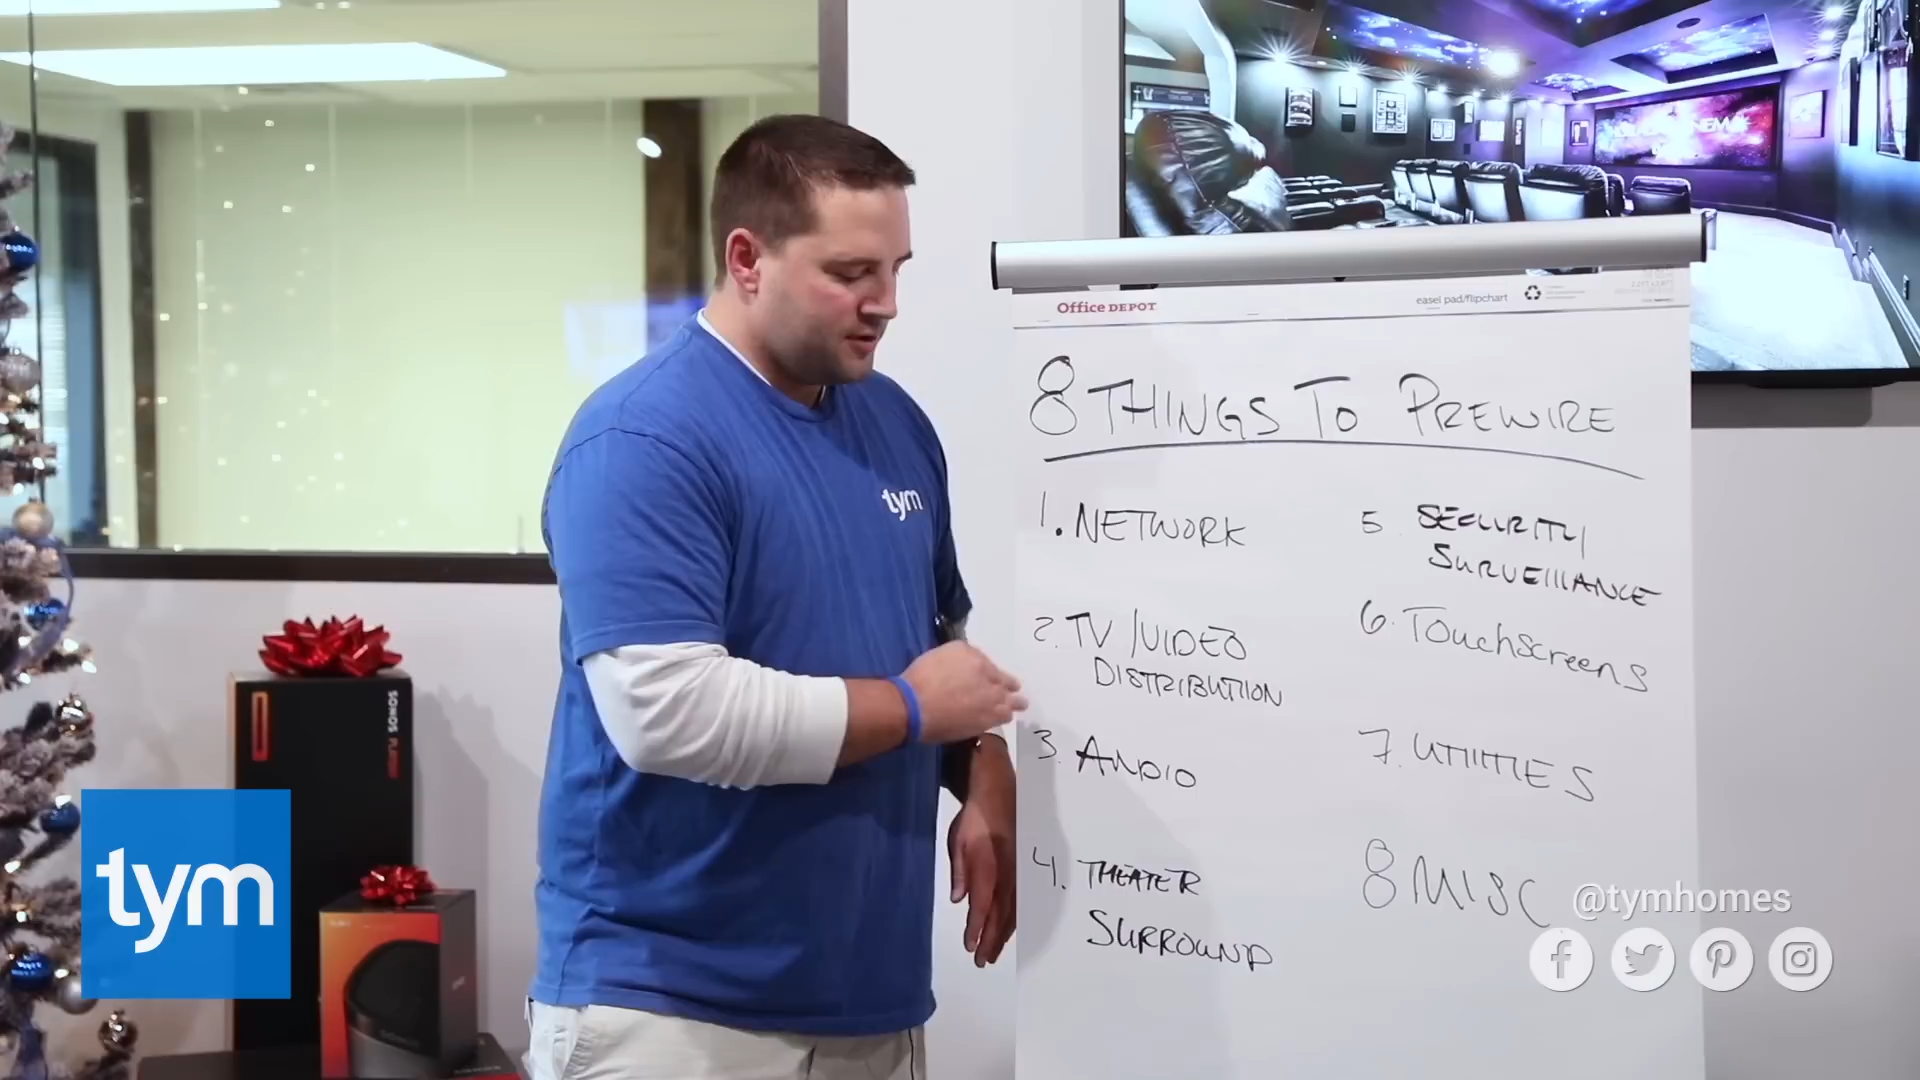 Office DEPOT
easel pad/flipchart
8 THINGS TO PREWIRE
1. NETWORK
2. TV/VIDEO
DISTRIBUTION
3. AUDIO
4. THEATER
SURROUND
5 SECURITY/
SURVEILLANCE
6. Touchscreens
7. UTILITIES
8 MISC
tym
SONOS
tym
@tymhomes